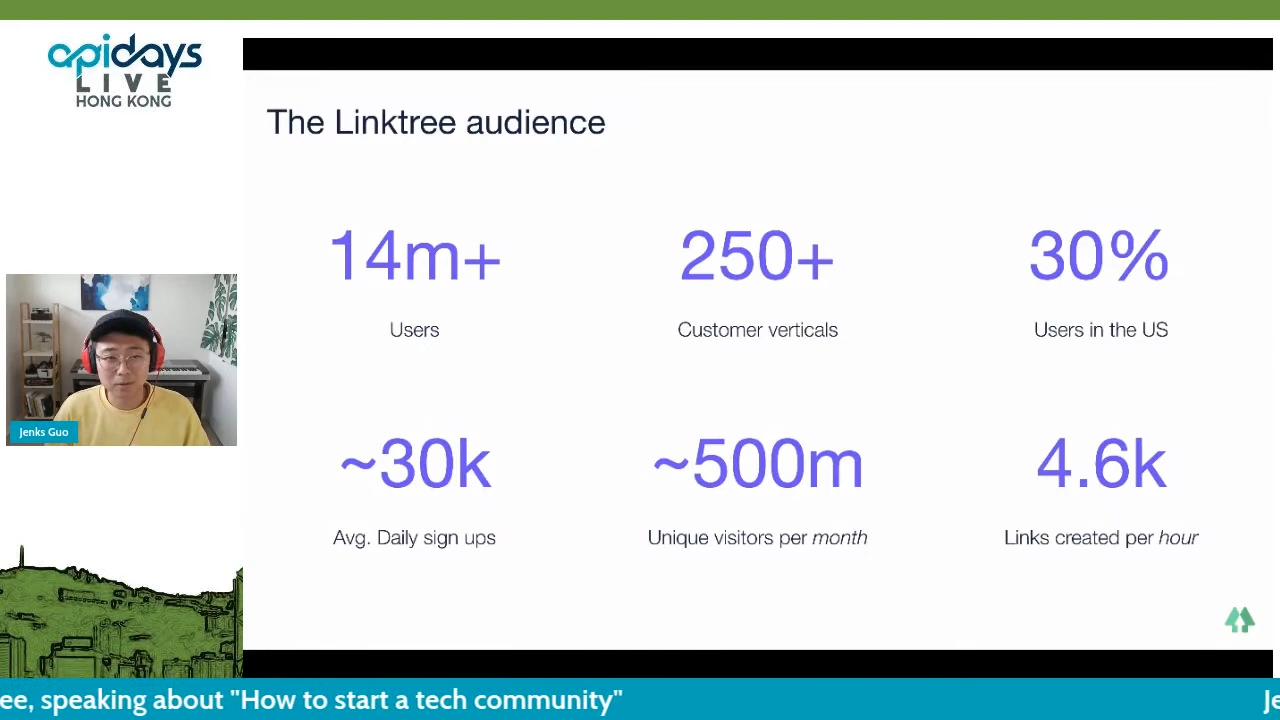 apidays
LIVE
HONG KONG
The Linktree audience
14m+
250+
30%
Users
Customer verticals
Users in the US
Jenks Guo
~30k
~500m
4.6k
Avg. Daily sign ups
Unique visitors per month
Links created per hour
ee, speaking about "How to start a tech community"
Je